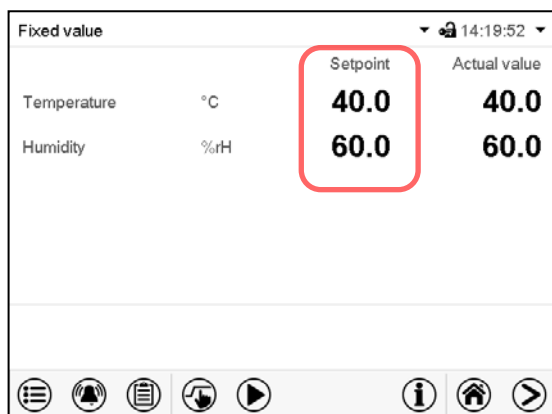 Fixed value 14:19:52
Setpoint Actual value
Temperature °C 40.0 40.0
Humidity %rH 60.0 60.0